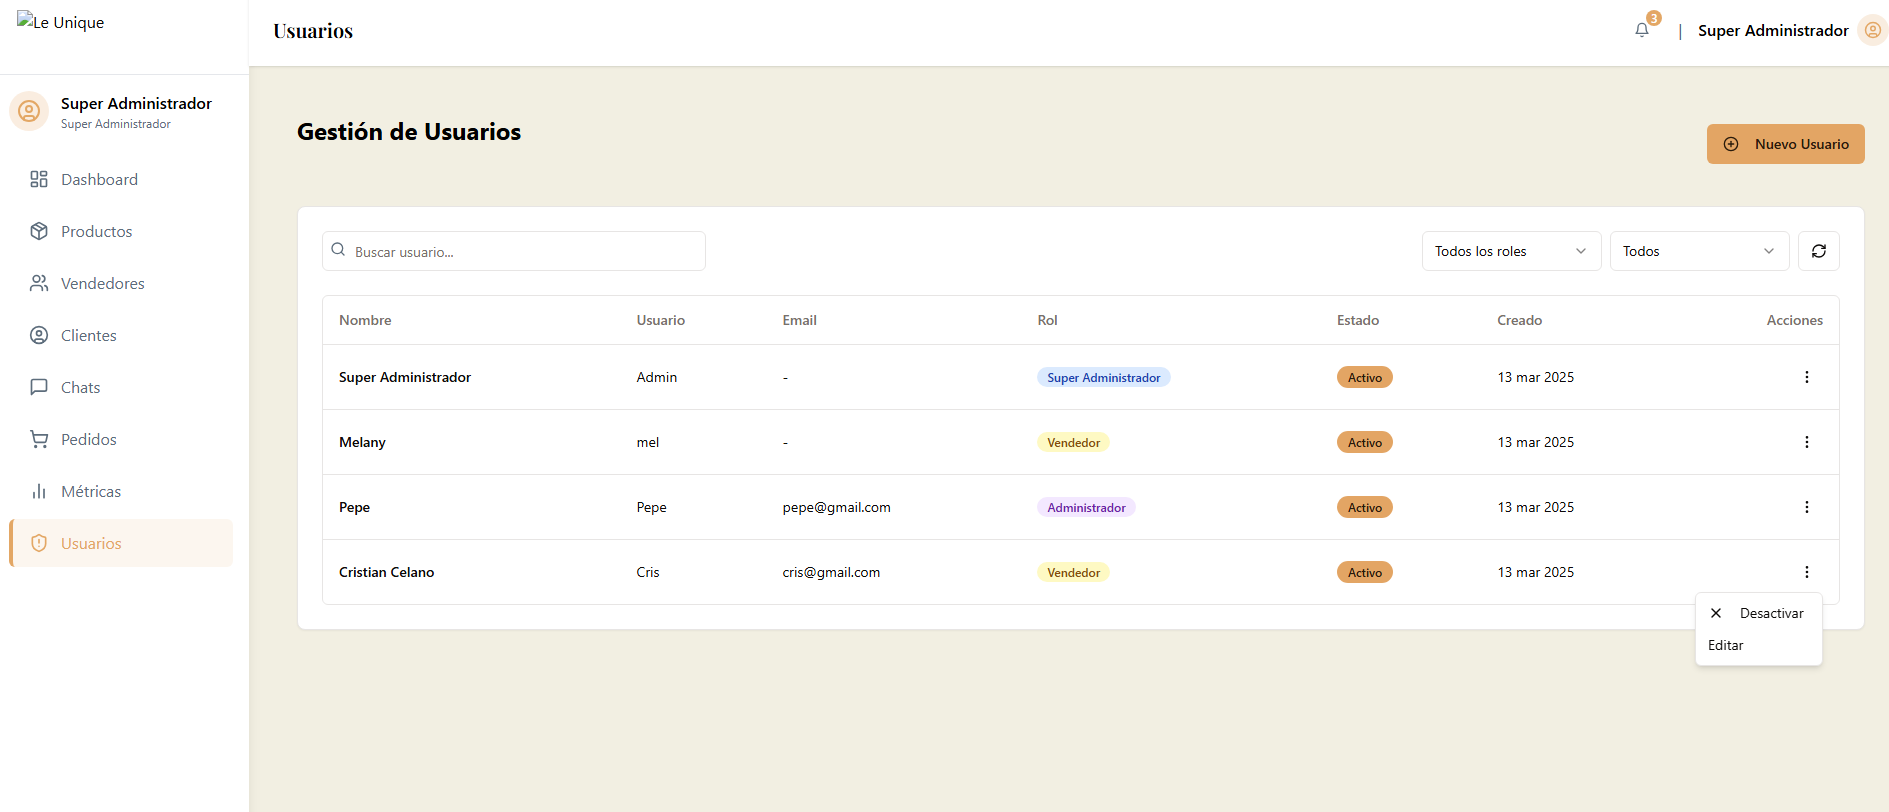 Le Unique
Usuarios
3
| Super Administrador
Super Administrador
Super Administrador
Dashboard
Productos
Vendedores
Clientes
Chats
Pedidos
Métricas
Usuarios
Gestión de Usuarios
Nuevo Usuario
Buscar usuario...
Todos los roles
Todos
Nombre Usuario Email Rol Estado Creado Acciones
Super Administrador Admin - Super Administrador Activo 13 mar 2025
Melany mel - Vendedor Activo 13 mar 2025
Pepe Pepe pepe@gmail.com Administrador Activo 13 mar 2025
Cristian Celano Cris cris@gmail.com Vendedor Activo 13 mar 2025
Desactivar
Editar